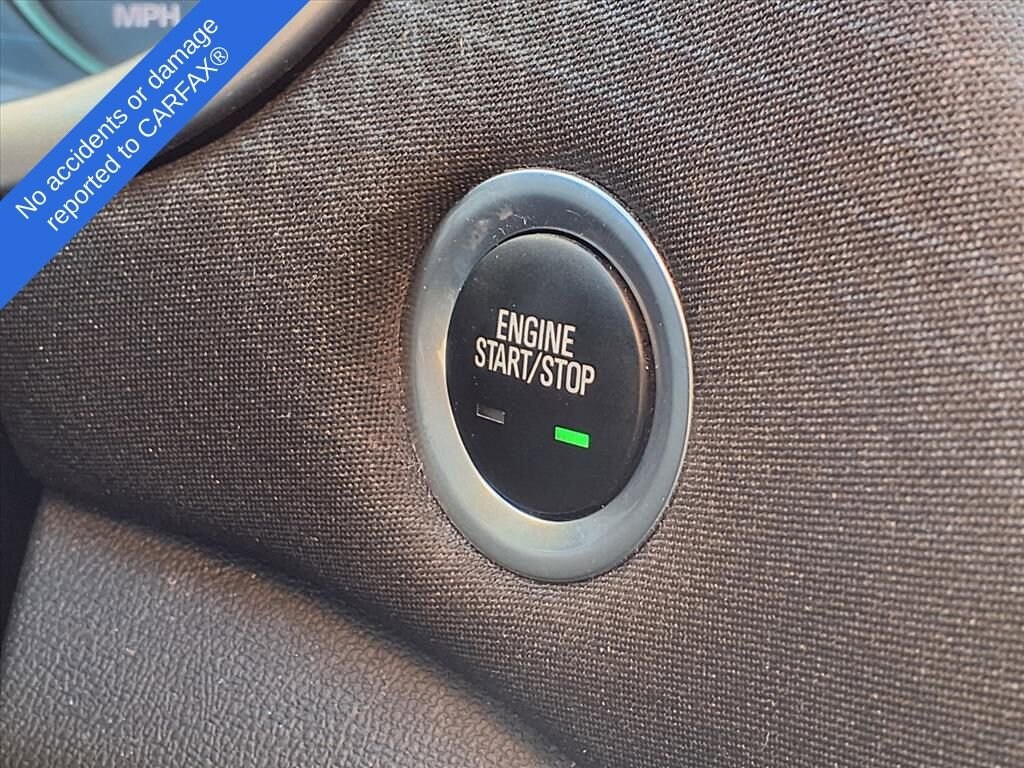 MPH
No accidents or damage
reported to CARFAX®
ENGINE
START/STOP